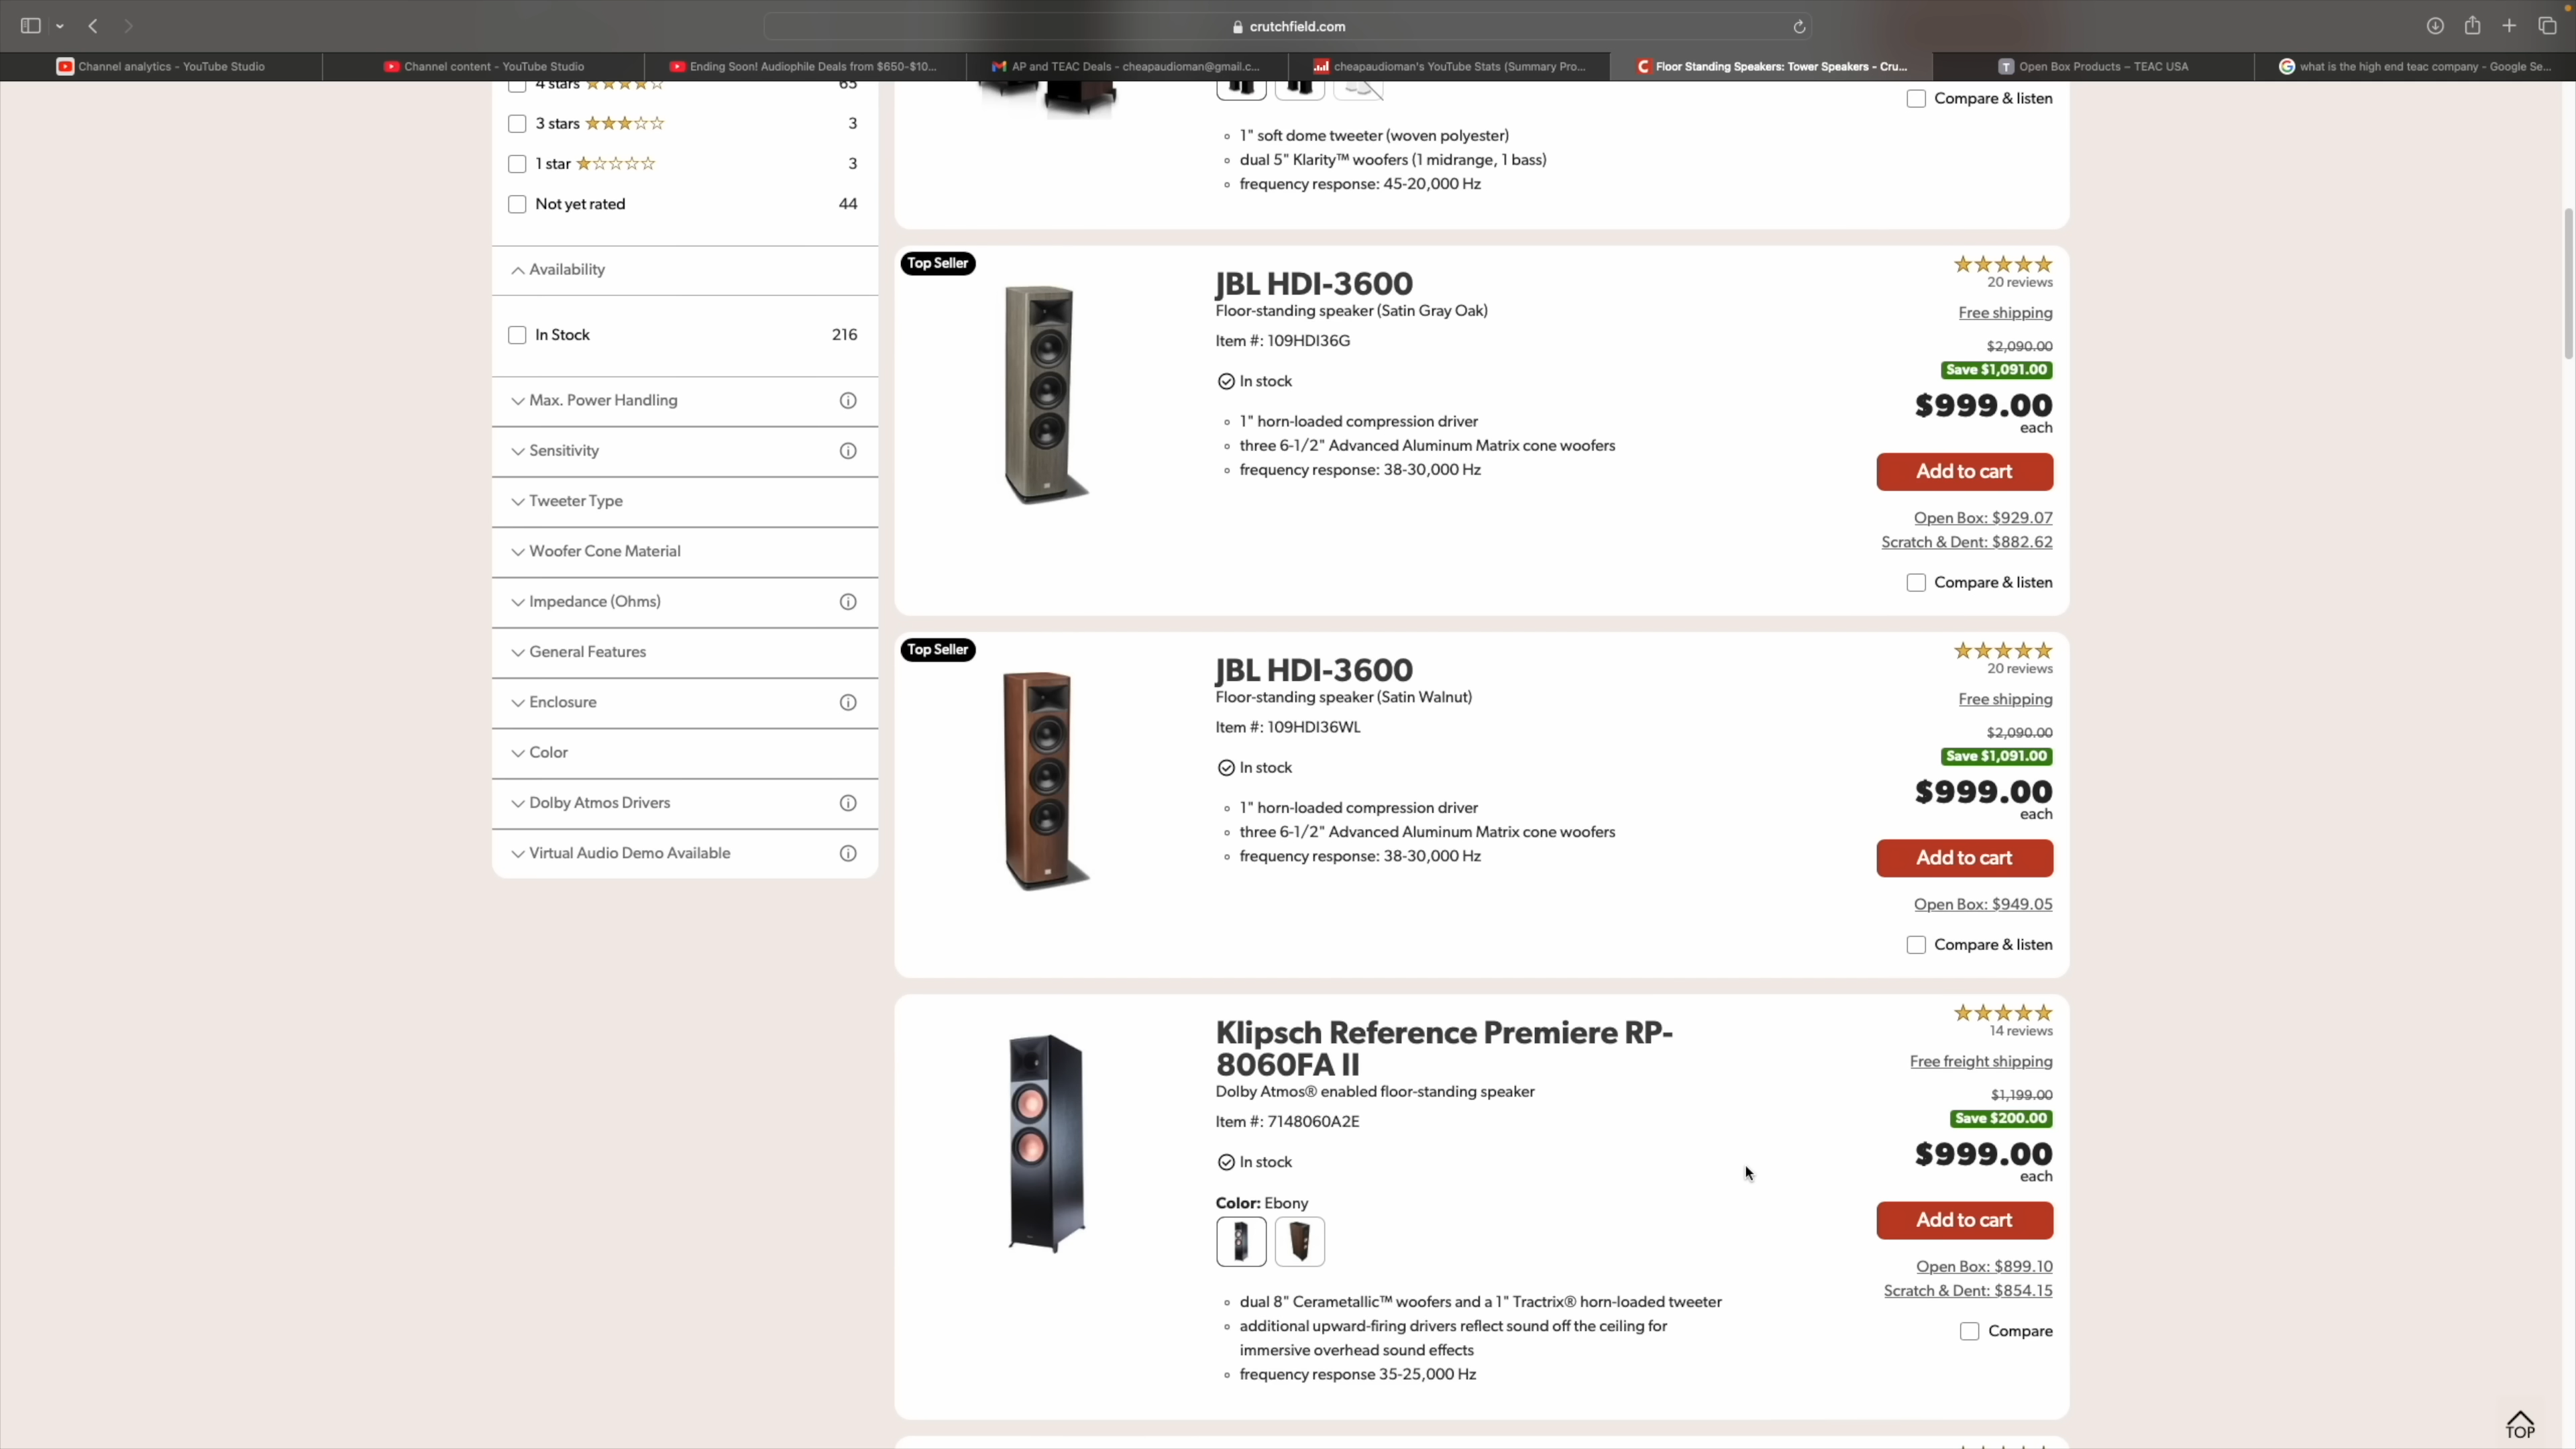 crutchfield.com
Channel analytics - YouTube Studio
Channel content - YouTube Studio
Ending Soon! Audiophile Deals from $650-$10...
AP and TEAC Deals - cheapaudioman@gmail.c...
cheapaudioman's YouTube Stats (Summary Pro...
Floor Standing Speakers: Tower Speakers - Cru...
Open Box Products – TEAC USA
what is the high end teac company - Google Se...
4 stars 65
3 stars 3
1 star 3
Not yet rated 44
Availability
In Stock 216
Max. Power Handling
Sensitivity
Tweeter Type
Woofer Cone Material
Impedance (Ohms)
General Features
Enclosure
Color
Dolby Atmos Drivers
Virtual Audio Demo Available
Compare & listen
1" soft dome tweeter (woven polyester)
dual 5" Klarity™ woofers (1 midrange, 1 bass)
frequency response: 45-20,000 Hz
Top Seller
JBL HDI-3600
Floor-standing speaker (Satin Gray Oak)
Item #: 109HDI36G
In stock
1" horn-loaded compression driver
three 6-1/2" Advanced Aluminum Matrix cone woofers
frequency response: 38-30,000 Hz
20 reviews
Free shipping
$2,090.00
Save $1,091.00
$999.00
each
Add to cart
Open Box: $929.07
Scratch & Dent: $882.62
Compare & listen
Top Seller
JBL HDI-3600
Floor-standing speaker (Satin Walnut)
Item #: 109HDI36WL
In stock
1" horn-loaded compression driver
three 6-1/2" Advanced Aluminum Matrix cone woofers
frequency response: 38-30,000 Hz
20 reviews
Free shipping
$2,090.00
Save $1,091.00
$999.00
each
Add to cart
Open Box: $949.05
Compare & listen
Klipsch Reference Premiere RP-
8060FA II
Dolby Atmos® enabled floor-standing speaker
Item #: 7148060A2E
In stock
Color: Ebony
dual 8" Cerametallic™ woofers and a 1" Tractrix® horn-loaded tweeter
additional upward-firing drivers reflect sound off the ceiling for
immersive overhead sound effects
frequency response 35-25,000 Hz
14 reviews
Free freight shipping
$1,199.00
Save $200.00
$999.00
each
Add to cart
Open Box: $899.10
Scratch & Dent: $854.15
Compare
TOP